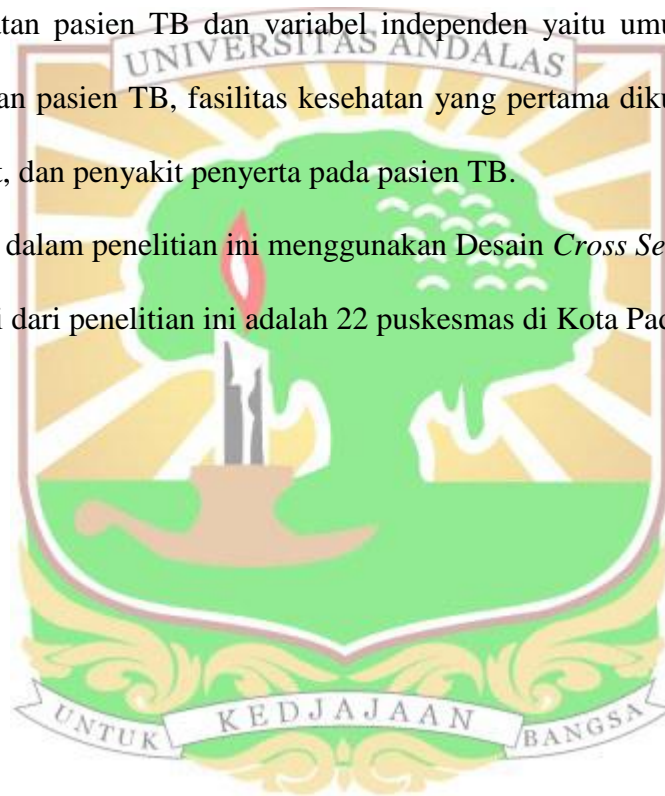 atan pasien TB dan variabel independen yaitu umu
UNIVERSITAS ANDALAS
an pasien TB, fasilitas kesehatan yang pertama diku
t, dan penyakit penyerta pada pasien TB.
dalam penelitian ini menggunakan Desain Cross Se
i dari penelitian ini adalah 22 puskesmas di Kota Pad
UNTUK KEDJAJAAN BANGSA